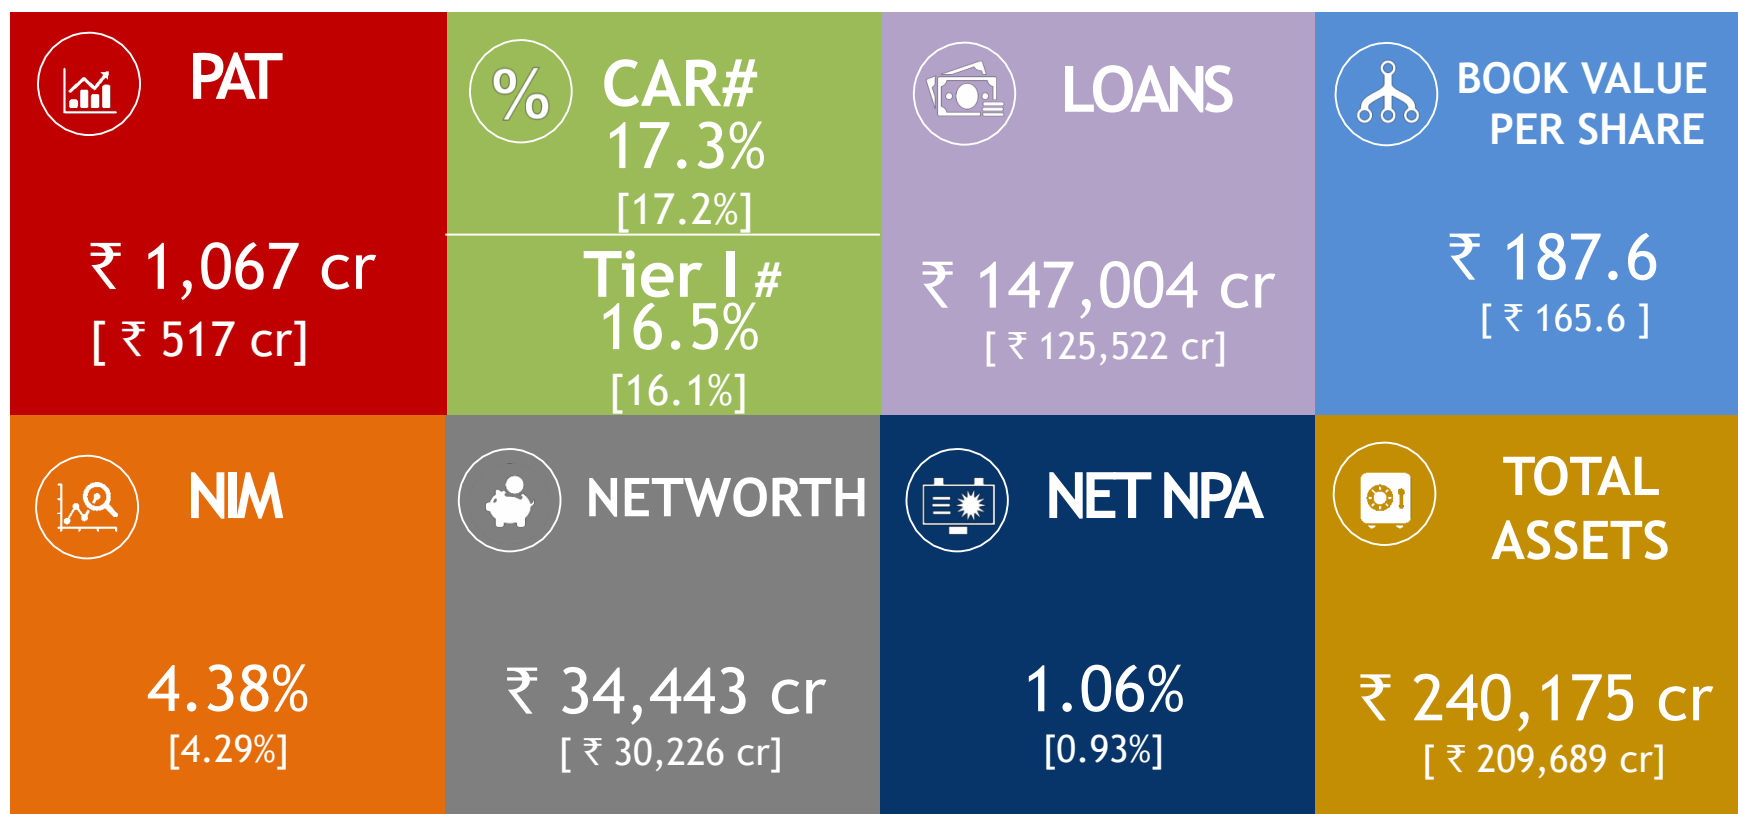 PAT
₹ 1,067 cr
[ ₹ 517 cr]
%
CAR#
17.3%
[17.2%]
Tier I #
16.5%
[16.1%]
LOANS
₹ 147,004 cr
[ ₹ 125,522 cr]
BOOK VALUE
PER SHARE
₹ 187.6
[ ₹ 165.6 ]
NIM
4.38%
[4.29%]
NETWORTH
₹ 34,443 cr
[ ₹ 30,226 cr]
NET NPA
1.06%
[0.93%]
TOTAL
ASSETS
₹ 240,175 cr
[ ₹ 209,689 cr]